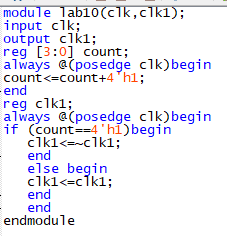 module lab10(clk,clk1);
input clk;
output clk1;
reg [3:0] count;
always @(posedge clk)begin
count<=count+4'h1;
end
reg clk1;
always @(posedge clk)begin
if (count==4'h1)begin
clk1<=~clk1;
end
else begin
clk1<=clk1;
end
end
endmodule